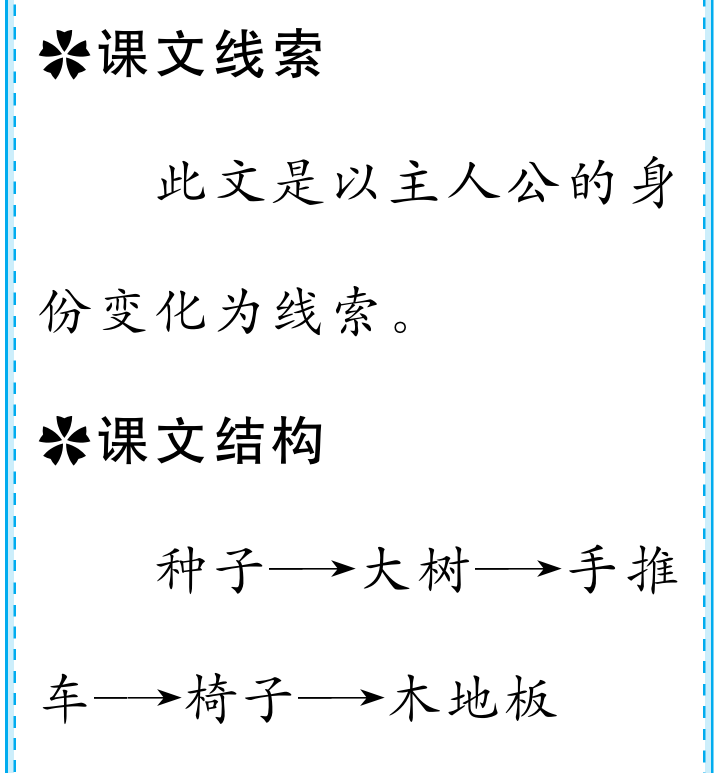 ✲课文线索
此文是以主人公的身
份变化为线索。
✲课文结构
种子→大树→手推
车→椅子→木地板